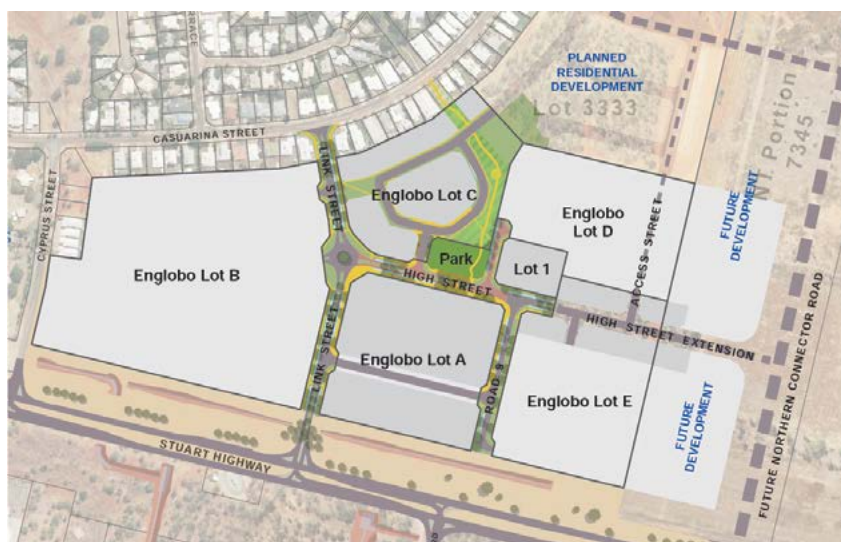 TERRACE
PLANNED
RESIDENTIAL
DEVELOPMENT
Lot 3333
NT Portion
7345
CASUARINA STREET
LINK STREET
CYPRUS STREET
Englobo Lot C
Englobo
Lot D
FUTURE
DEVELOPMENT
ACCESS STREET
Englobo Lot B
Park
Lot 1
HIGH STREET
HIGH STREET EXTENSION
LINK STREET
Englobo Lot A
ROAD 9
Englobo Lot E
FUTURE
DEVELOPMENT
FUTURE NORTHERN CONNECTOR ROAD
STUART HIGHWAY